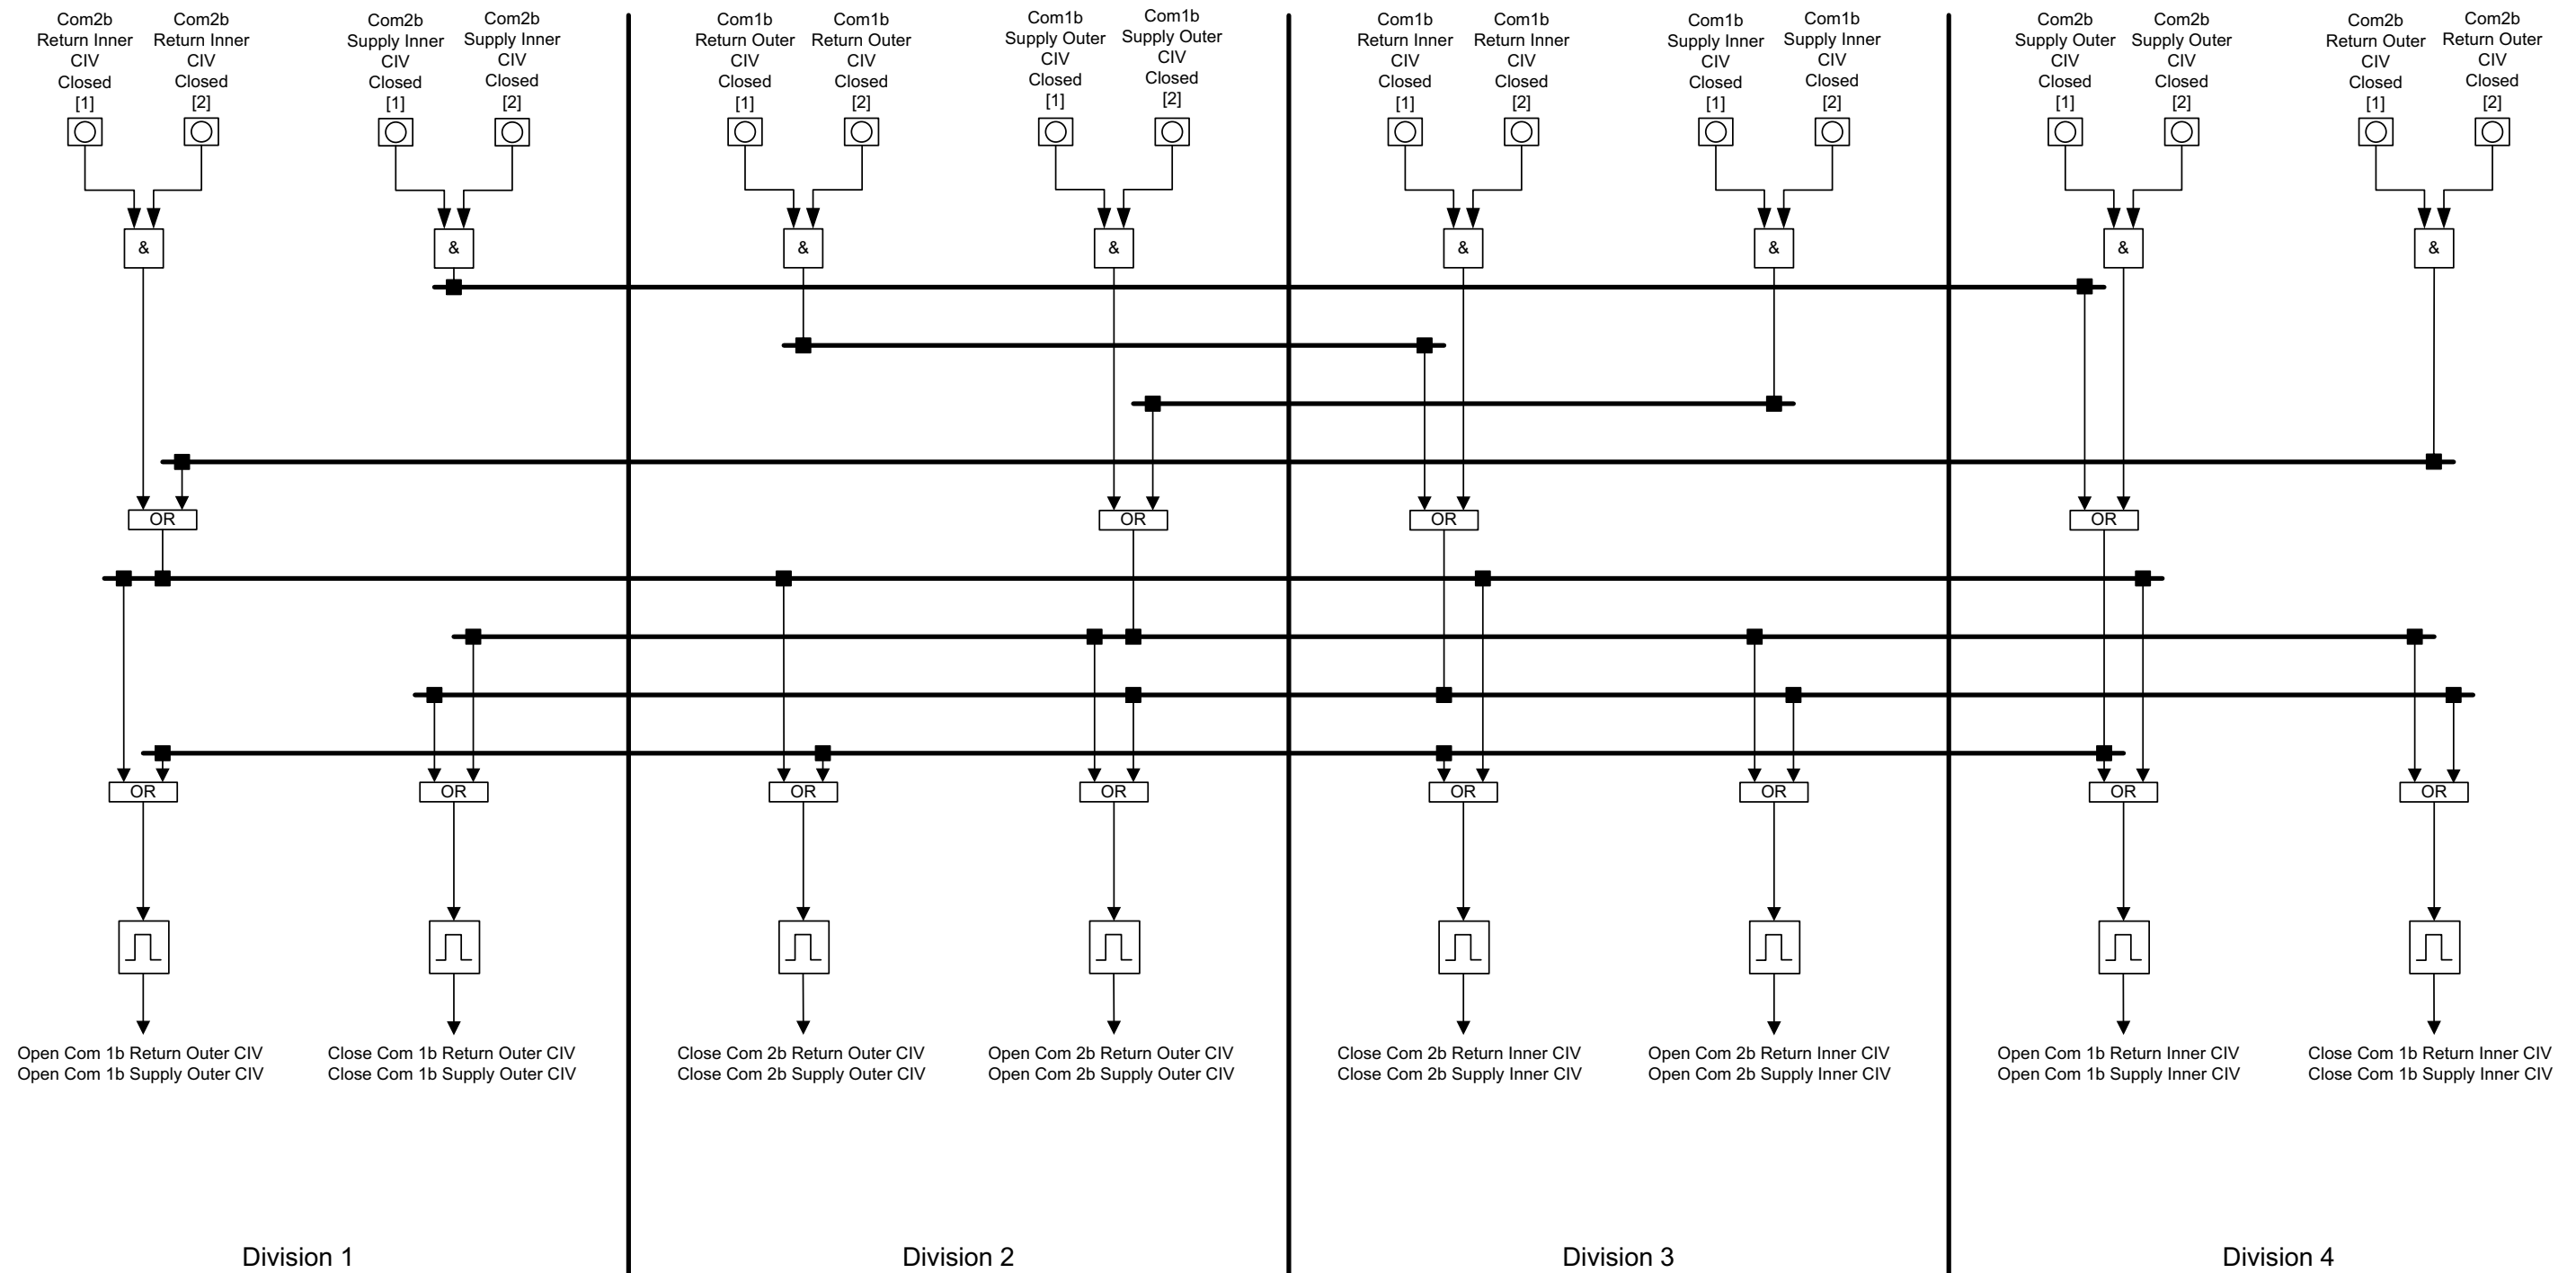 Com2b
Return Inner
CIV
Closed
[1]
Com2b
Return Inner
CIV
Closed
[2]
Com2b
Supply Inner
CIV
Closed
[1]
Com2b
Supply Inner
CIV
Closed
[2]
Com1b
Return Outer
CIV
Closed
[1]
Com1b
Return Outer
CIV
Closed
[2]
Com1b
Supply Outer
CIV
Closed
[1]
Com1b
Supply Outer
CIV
Closed
[2]
Com1b
Return Inner
CIV
Closed
[1]
Com1b
Return Inner
CIV
Closed
[2]
Com1b
Supply Inner
CIV
Closed
[1]
Com1b
Supply Inner
CIV
Closed
[2]
Com2b
Supply Outer
CIV
Closed
[1]
Com2b
Supply Outer
CIV
Closed
[2]
Com2b
Return Outer
CIV
Closed
[1]
Com2b
Return Outer
CIV
Closed
[2]
&
&
&
&
&
&
&
&
OR
OR
OR
OR
OR
OR
OR
OR
OR
OR
OR
OR
Open Com 1b Return Outer CIV
Open Com 1b Supply Outer CIV
Close Com 1b Return Outer CIV
Close Com 1b Supply Outer CIV
Close Com 2b Return Outer CIV
Close Com 2b Supply Outer CIV
Open Com 2b Return Outer CIV
Open Com 2b Supply Outer CIV
Close Com 2b Return Inner CIV
Close Com 2b Supply Inner CIV
Open Com 2b Return Inner CIV
Open Com 2b Supply Inner CIV
Open Com 1b Return Inner CIV
Open Com 1b Supply Inner CIV
Close Com 1b Return Inner CIV
Close Com 1b Supply Inner CIV
Division 1
Division 2
Division 3
Division 4